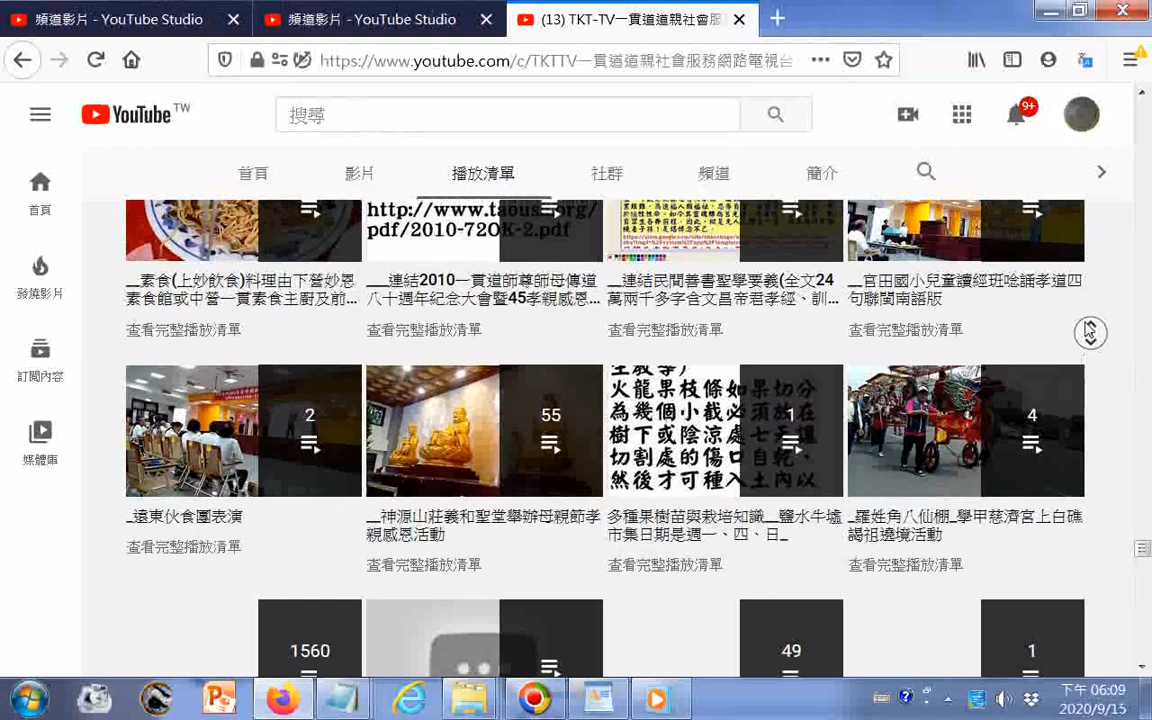 頻道影片 - YouTube Studio
頻道影片 - YouTube Studio
(13) TKT-TV一貫道道親社會服
https://www.youtube.com/c/TKTTV一貫道道親社會服務網路電視台
YouTube TW
搜尋
9+
首頁 影片 播放清單 社群 頻道 簡介
首頁
發燒影片
訂閱內容
媒體庫
http://www.taous.org/
pdf/2010-72OK-2.pdf
__素食(上妙飲食)料理由下營妙恩
素食館或中營一貫素食主廚及前...
查看完整播放清單
__連結2010一貫道師尊師母傳道
八十週年紀念大會暨45孝親感恩...
查看完整播放清單
__連結民間善書聖學要義(全文24
萬兩千多字含文昌帝君孝經、訓...
查看完整播放清單
__官田國小兒童讀經班唸誦孝道四
句聯閩南語版
查看完整播放清單
2
55
火龍果枝條如果切分
為幾個小截必須放在
樹下或陰涼處七天讓
切割處的傷口自乾，
然後才可種入土內以
1
4
_遠東伙食團表演
查看完整播放清單
__神源山莊義和聖堂舉辦母親節孝
親感恩活動
查看完整播放清單
多種果樹苗與栽培知識__鹽水牛墟
市集日期是週一、四、日_
查看完整播放清單
_羅姓角八仙棚_學甲慈濟宮上白礁
謁祖遶境活動
查看完整播放清單
1560
49
1
下午 06:09
2020/9/15